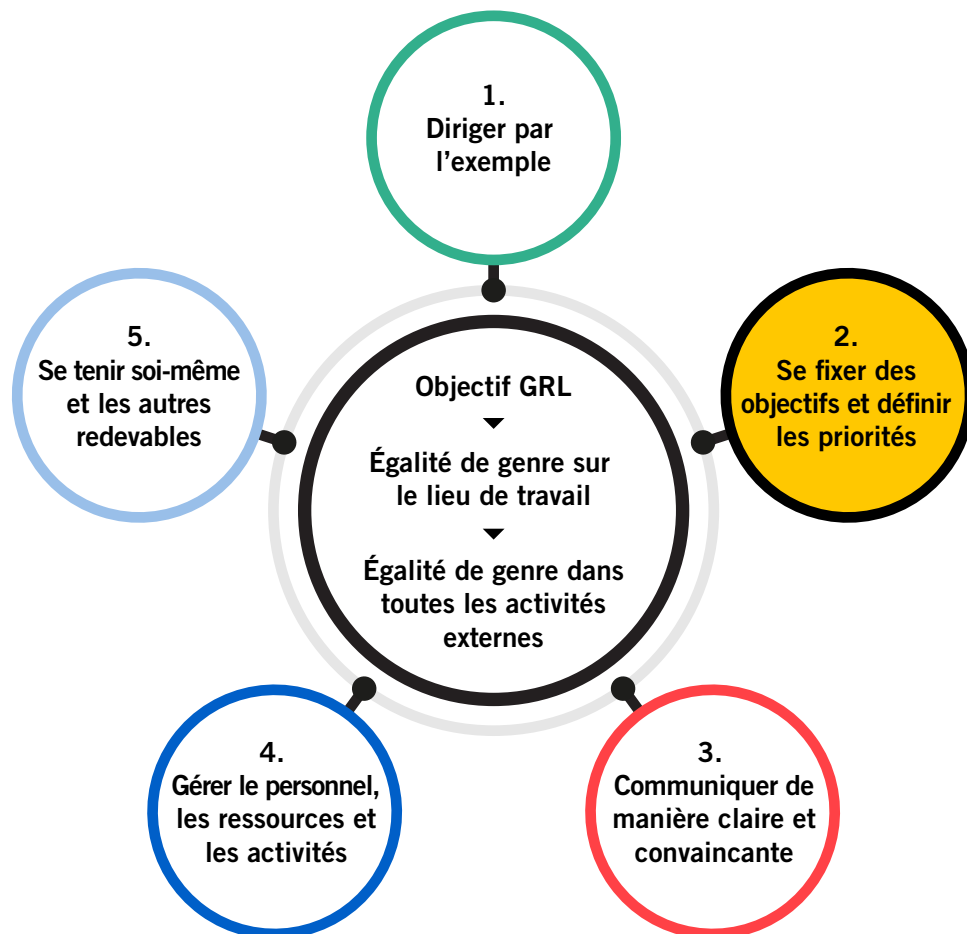 1.
Diriger par
l’exemple
2.
Se fixer des
objectifs et définir
les priorités
3.
Communiquer de
manière claire et
convaincante
4.
Gérer le personnel,
les ressources et
les activités
5.
Se tenir soi-même
et les autres
redevables
Objectif GRL
Égalité de genre sur
le lieu de travail
Égalité de genre dans
toutes les activités
externes